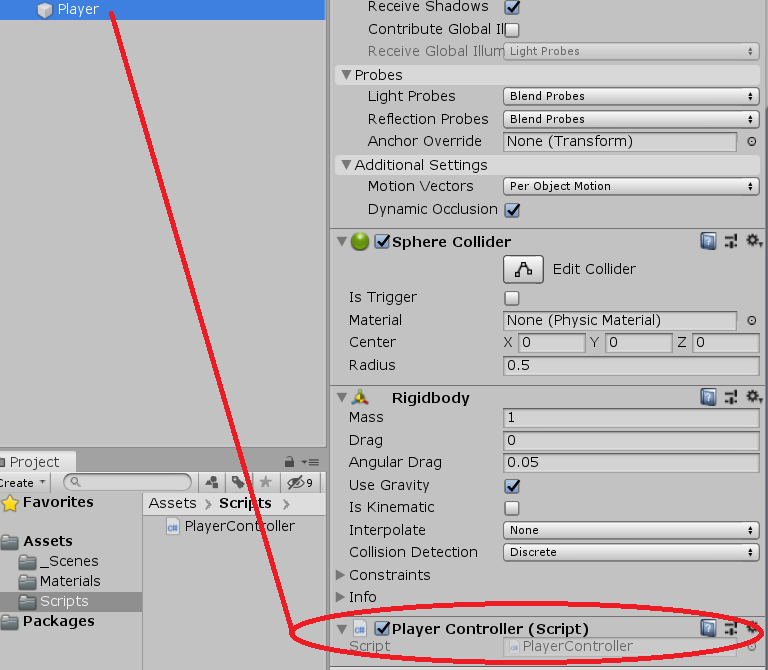 Player
Receive Shadows
Contribute Global Il
Receive Global Illum Light Probes
Probes
Light Probes Blend Probes
Reflection Probes Blend Probes
Anchor Override None (Transform)
Additional Settings
Motion Vectors Per Object Motion
Dynamic Occlusion
Sphere Collider
Edit Collider
Is Trigger
Material None (Physic Material)
Center X 0 Y 0 Z 0
Radius 0.5
Rigidbody
Mass 1
Drag 0
Angular Drag 0.05
Use Gravity
Is Kinematic
Interpolate None
Collision Detection Discrete
Constraints
Info
Player Controller (Script)
Script PlayerController
Project
Create 9
Favorites
Assets
_Scenes
Materials
Scripts
Packages
Assets > Scripts >
PlayerController